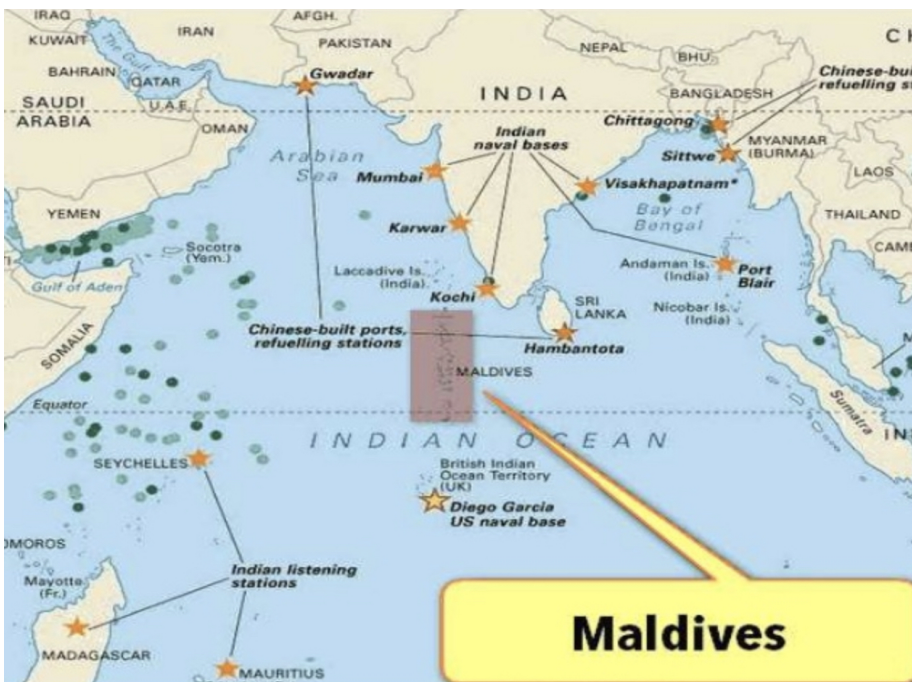 IRAQ
IRAN
AFGH.
KUWAIT
The Gulf
PAKISTAN
NEPAL
BHU.
BAHRAIN
QATAR
Gwadar
SAUDI
ARABIA
U.A.E.
OMAN
INDIA
BANGLADESH
refuelling
Chittagong
Arabian
Sea
Indian
naval bases
Mumbai
Sittwe
MYANMAR
(BURMA)
LAOS
Visakhapatnam*
Bay of
Bengal
THAILAND
YEMEN
Karwar
Socotra
(Yem.)
Gulf of Aden
Laccadive Is.
(India)
Kochi
Andaman Is.
(India)
Port
Blair
SRI
LANKA
Nicobar Is.
(India)
SOMALIA
Chinese-built ports,
refuelling stations
Hambantota
MALDIVES
Equator
Sumatra
INDIAN OCEAN
SEYCHELLES
British Indian
Ocean Territory
(UK)
Diego Garcia
US naval base
Mayotte
(Fr.)
Indian listening
stations
MADAGASCAR
MAURITIUS
Maldives